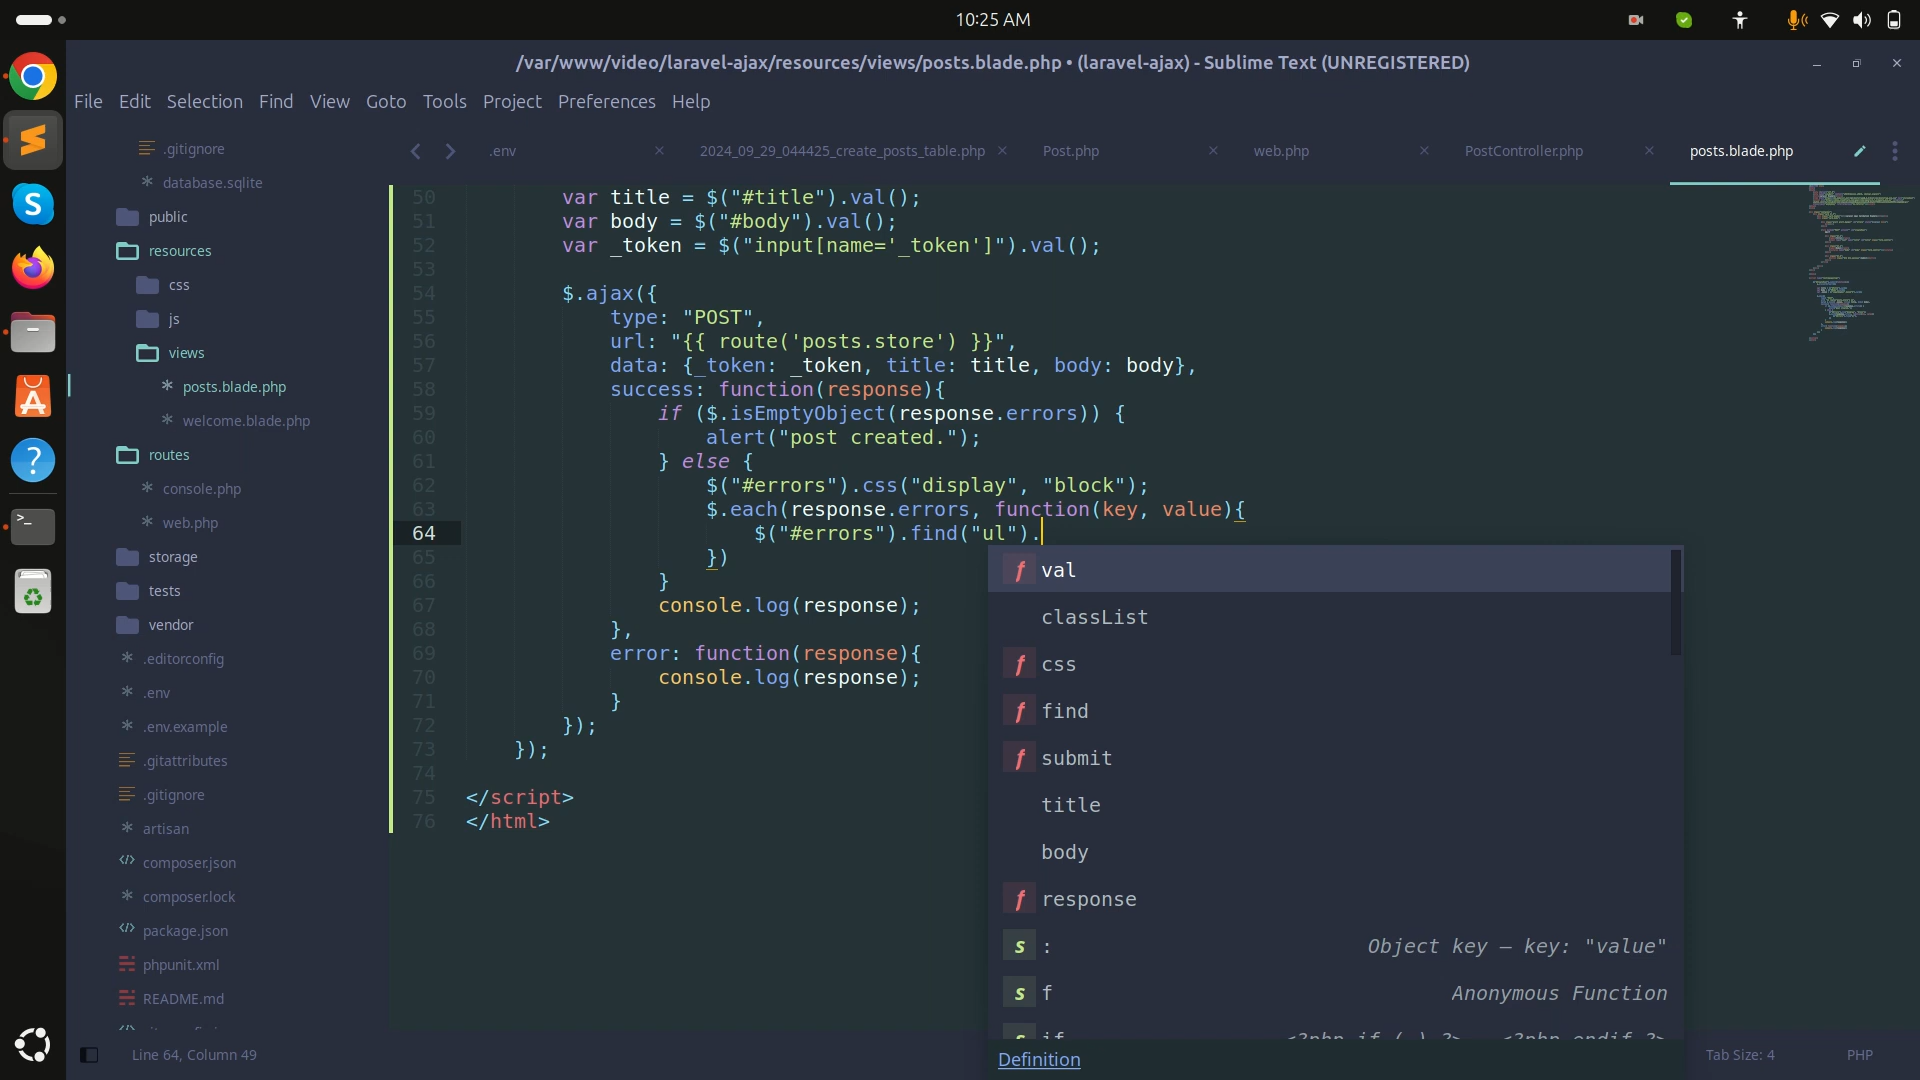 10:25 AM
/var/www/video/laravel-ajax/resources/views/posts.blade.php • (laravel-ajax) - Sublime Text (UNREGISTERED)
File Edit Selection Find View Goto Tools Project Preferences Help
.env
2024_09_29_044425_create_posts_table.php
Post.php
web.php
PostController.php
posts.blade.php
.gitignore
database.sqlite
public
resources
css
js
views
posts.blade.php
welcome.blade.php
routes
console.php
web.php
storage
tests
vendor
.editorconfig
.env
.env.example
.gitattributes
.gitignore
artisan
composer.json
composer.lock
package.json
phpunit.xml
README.md
50 var title = $("#title").val();
51 var body = $("#body").val();
52 var _token = $("input[name='_token']").val();
53
54 $.ajax({
55 type: "POST",
56 url: "{{ route('posts.store') }}",
57 data: {_token: _token, title: title, body: body},
58 success: function(response){
59 if ($.isEmptyObject(response.errors)) {
60 alert("post created.");
61 } else {
62 $("#errors").css("display", "block");
63 $.each(response.errors, function(key, value){
64 $("#errors").find("ul").
65 })
66 }
67 console.log(response);
68 },
69 error: function(response){
70 console.log(response);
71 }
72 });
73 });
74
75 </script>
76 </html>
f val
classList
f css
f find
f submit
title
body
f response
s : Object key — key: "value"
s f Anonymous Function
Definition
Line 64, Column 49
Tab Size: 4
PHP